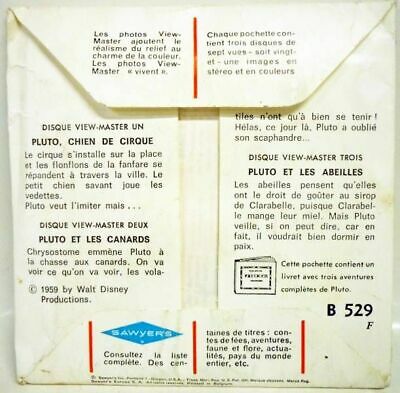 Les photos View-
Master ajoutent le
réalisme du relief au
charme de la couleur.
Les photos View-
Master « vivent ».
Chaque pochette con-
tient trois disques de
sept vues - soit vingt-
et - une images en
stéréo et en couleurs
DISQUE VIEW-MASTER UN
PLUTO, CHIEN DE CIRQUE
Le cirque s'installe sur la place
et les flonflons de la fanfare se
répandent à travers la ville. Le
petit chien savant joue les
vedettes.
Pluto veut l'imiter mais . . .
DISQUE VIEW-MASTER DEUX
PLUTO ET LES CANARDS
Chrysostome emmène Pluto à
la chasse aux canards. On va
voir ce qu'on va voir, les vola-
© 1959 by Walt Disney
Productions.
tiles n'ont qu'à bien se tenir !
Hélas, ce jour là, Pluto a oublié
son scaphandre...
DISQUE VIEW-MASTER TROIS
PLUTO ET LES ABEILLES
Les abeilles pensent qu'elles
ont le droit de goûter au sirop
de Clarabelle, puisque Clarabel-
le mange leur miel. Mais Pluto
veille, si on peut dire, car en
fait, il voudrait bien dormir en
paix.
Cette pochette contient un
livret avec trois aventures
complètes de Pluto.
B 529
F
SAWYER'S
Consultez la liste
complète. Des cen-
taines de titres : con-
tes de fées, aventures,
faune et flore, actua-
lités, pays du monde
entier, etc.